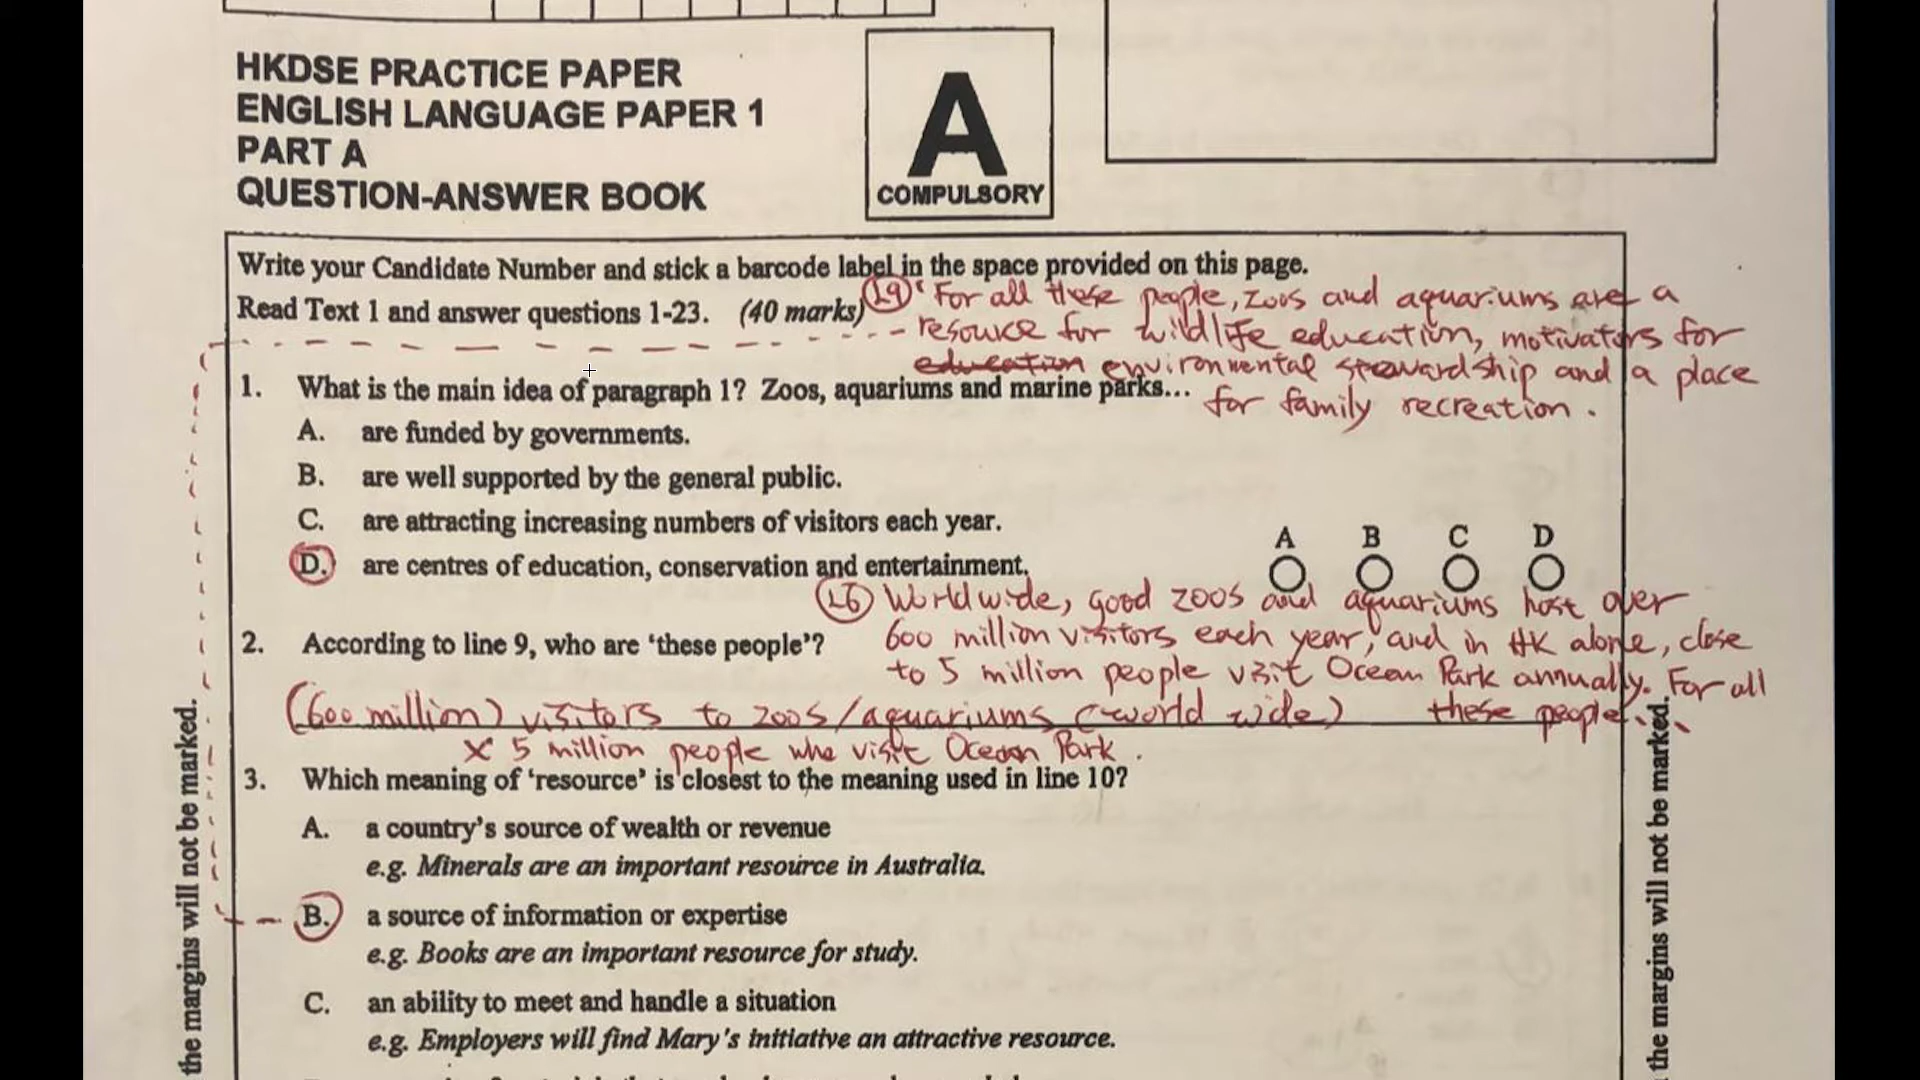 HKDSE PRACTICE PAPER
ENGLISH LANGUAGE PAPER 1
PART A
QUESTION-ANSWER BOOK
A
COMPULSORY
Write your Candidate Number and stick a barcode label in the space provided on this page.
Read Text 1 and answer questions 1-23. (40 marks)
L9 "For all these people, zoos and aquariums are a
resource for wildlife education, motivators for
education environmental stewardship and a place
for family recreation.
1. What is the main idea of paragraph 1? Zoos, aquariums and marine parks...
A. are funded by governments.
B. are well supported by the general public.
C. are attracting increasing numbers of visitors each year.
D. are centres of education, conservation and entertainment.
A B C D
L6 Worldwide, good zoos and aquariums host over
600 million visitors each year, and in HK alone, close
to 5 million people visit Ocean Park annually. For all
these people..
2. According to line 9, who are 'these people'?
(600 million) visitors to zoos/aquariums (world wide)
x 5 million people who visit Ocean Park.
3. Which meaning of 'resource' is closest to the meaning used in line 10?
A. a country's source of wealth or revenue
e.g. Minerals are an important resource in Australia.
B. a source of information or expertise
e.g. Books are an important resource for study.
C. an ability to meet and handle a situation
e.g. Employers will find Mary's initiative an attractive resource.
the margins will not be marked.
the margins will not be marked.